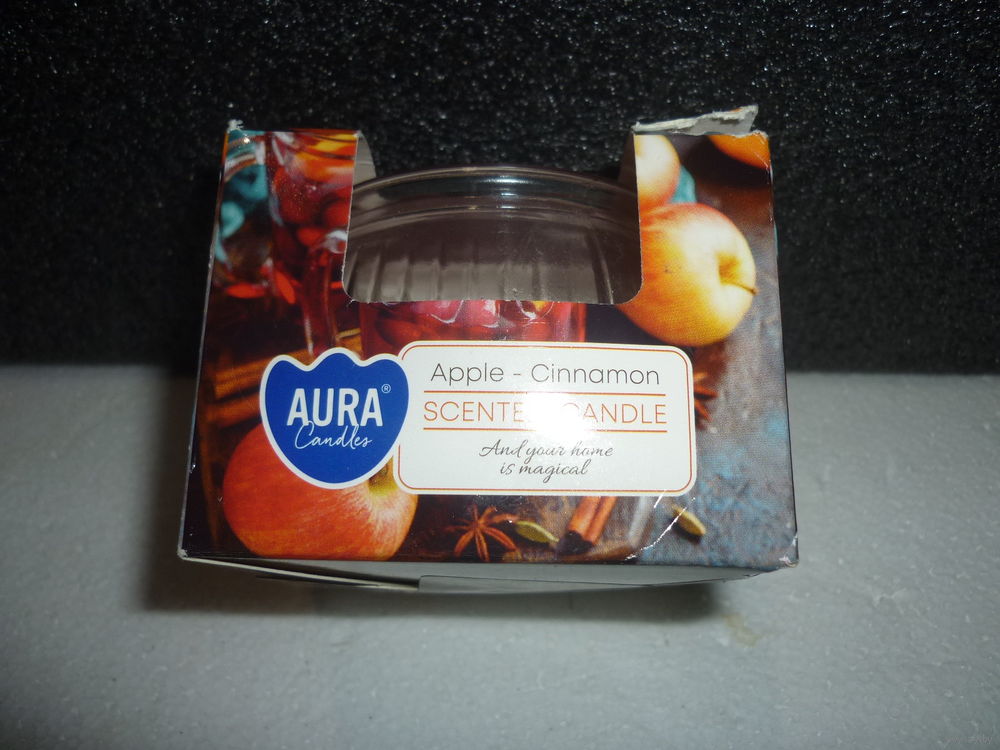 AURA®
Candles
Apple - Cinnamon
SCENTED CANDLE
And your home
is magical